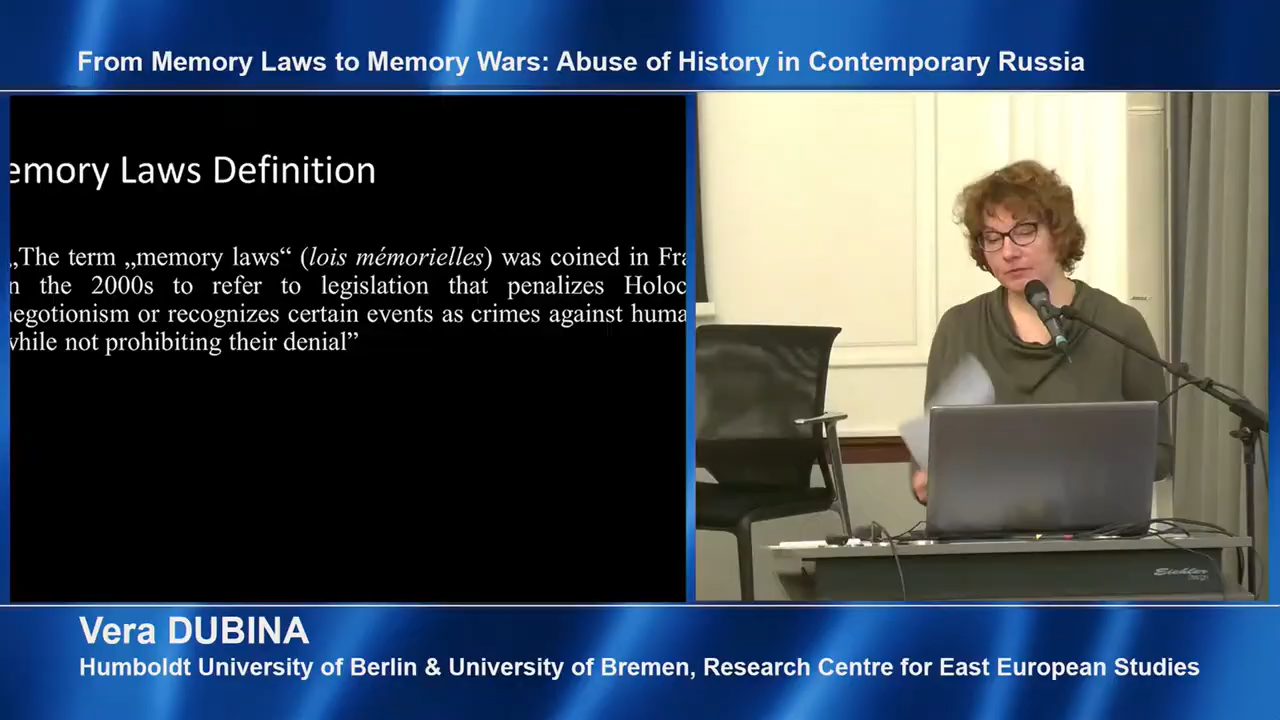 From Memory Laws to Memory Wars: Abuse of History in Contemporary Russia
emory Laws Definition
„The term „memory laws“ (lois mémorielles) was coined in Fra
n the 2000s to refer to legislation that penalizes Holoc
negotionism or recognizes certain events as crimes against huma
while not prohibiting their denial”
Eichler
Vera DUBINA
Humboldt University of Berlin & University of Bremen, Research Centre for East European Studies